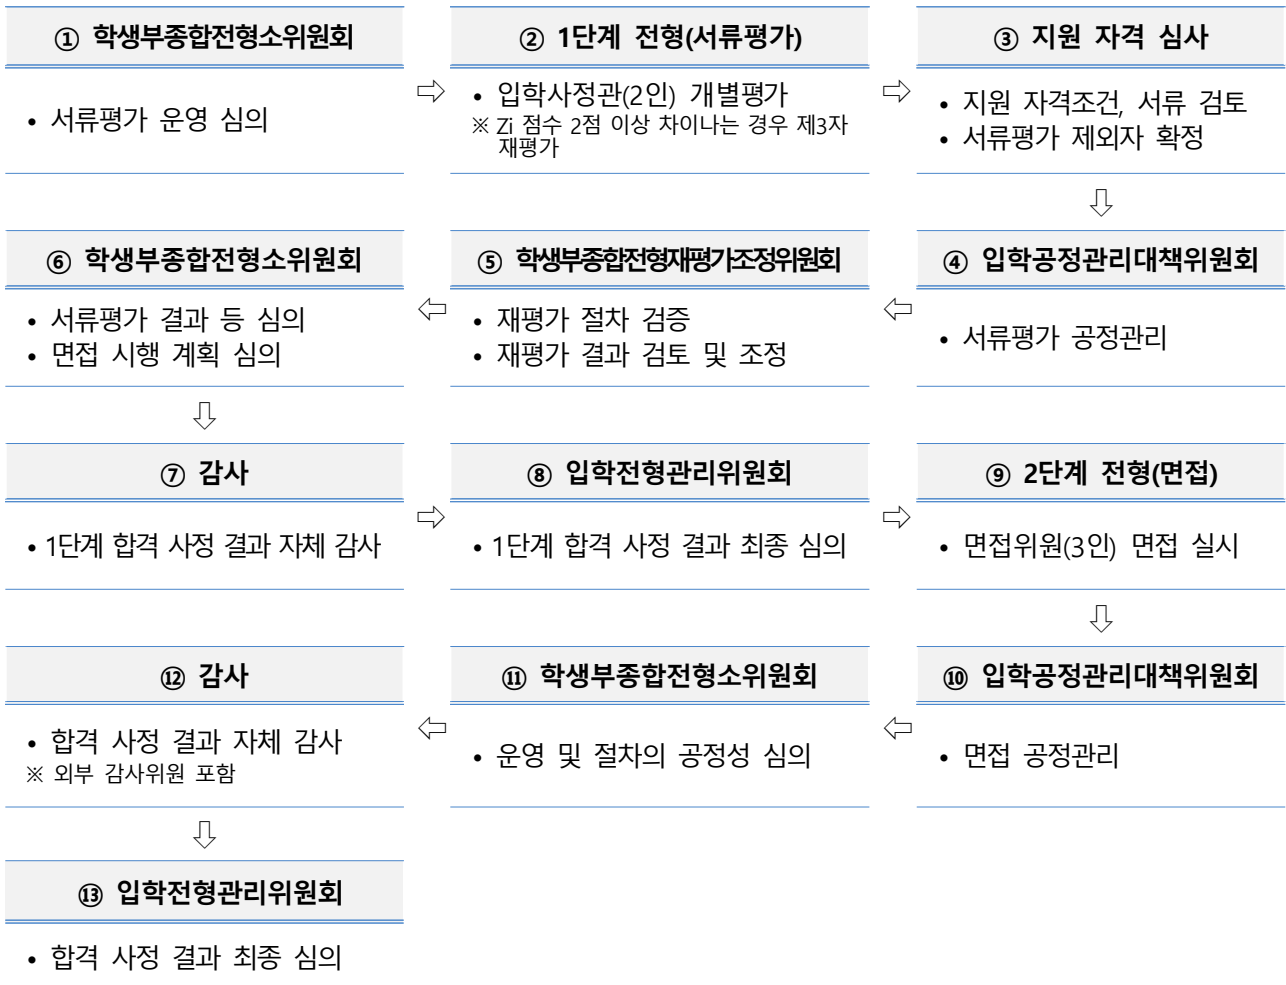 ① 학생부종합전형소위원회
• 서류평가 운영 심의
② 1단계 전형(서류평가)
• 입학사정관(2인) 개별평가
※ Zi 점수 2점 이상 차이나는 경우 제3자
재평가
③ 지원 자격 심사
• 지원 자격조건, 서류 검토
• 서류평가 제외자 확정
④ 입학공정관리대책위원회
• 서류평가 공정관리
⑤ 학생부종합전형재평가조정위원회
• 재평가 절차 검증
• 재평가 결과 검토 및 조정
⑥ 학생부종합전형소위원회
• 서류평가 결과 등 심의
• 면접 시행 계획 심의
⑦ 감사
• 1단계 합격 사정 결과 자체 감사
⑧ 입학전형관리위원회
• 1단계 합격 사정 결과 최종 심의
⑨ 2단계 전형(면접)
• 면접위원(3인) 면접 실시
⑩ 입학공정관리대책위원회
• 면접 공정관리
⑪ 학생부종합전형소위원회
• 운영 및 절차의 공정성 심의
⑫ 감사
• 합격 사정 결과 자체 감사
※ 외부 감사위원 포함
⑬ 입학전형관리위원회
• 합격 사정 결과 최종 심의